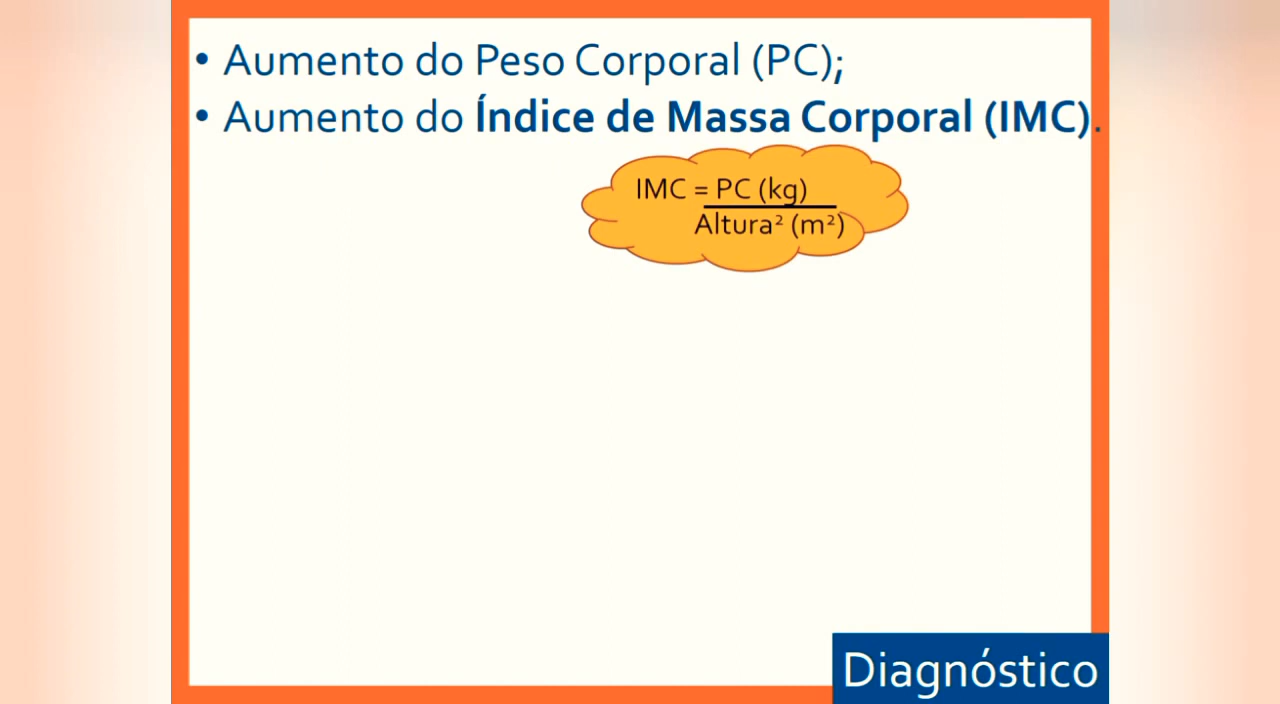 • Aumento do Peso Corporal (PC);
• Aumento do Índice de Massa Corporal (IMC).
IMC = PC (kg)
Altura² (m²)
Diagnóstico